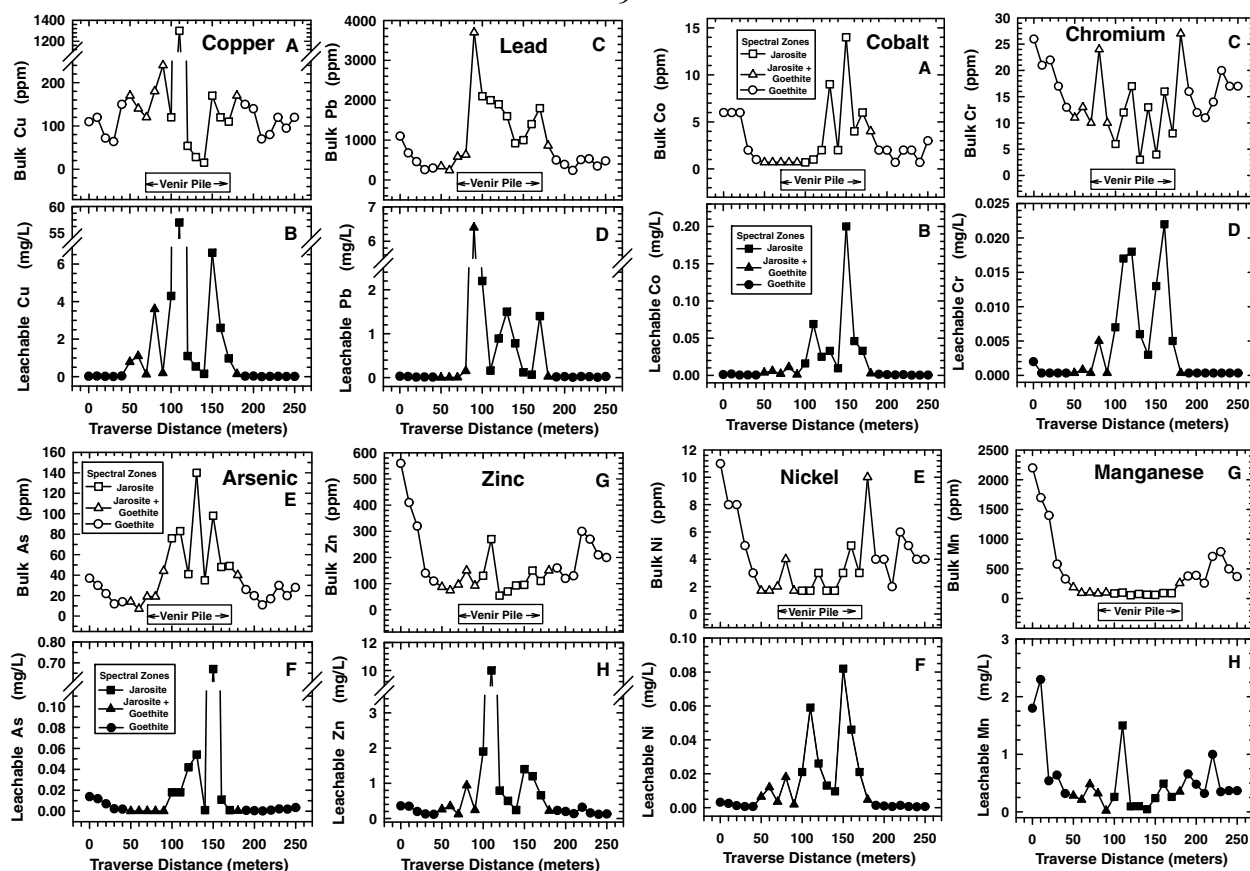 Copper
A
Bulk Cu (ppm)
1400
1200
200
100
0
Venir Pile
B
Leachable Cu (mg/L)
60
55
6
4
2
0
0 50 100 150 200 250
Traverse Distance (meters)
Lead
C
Bulk Pb (ppm)
4000
3000
2000
1000
0
Venir Pile
D
Leachable Pb (mg/L)
7
6
2
1
0
0 50 100 150 200 250
Traverse Distance (meters)
Cobalt
A
Spectral Zones
Jarosite
Jarosite +
Goethite
Goethite
Bulk Co (ppm)
15
10
5
0
Venir Pile
B
Spectral Zones
Jarosite
Jarosite +
Goethite
Goethite
Leachable Co (mg/L)
0.20
0.15
0.10
0.05
0.00
0 50 100 150 200 250
Traverse Distance (meters)
Chromium
C
Bulk Cr (ppm)
30
25
20
15
10
5
0
Venir Pile
D
Leachable Cr (mg/L)
0.025
0.020
0.015
0.010
0.005
0.000
0 50 100 150 200 250
Traverse Distance (meters)
Arsenic
E
Spectral Zones
Jarosite
Jarosite +
Goethite
Goethite
Bulk As (ppm)
160
140
120
100
80
60
40
20
0
Venir Pile
F
Spectral Zones
Jarosite
Jarosite +
Goethite
Goethite
Leachable As (mg/L)
0.80
0.70
0.10
0.08
0.06
0.04
0.02
0.00
0 50 100 150 200 250
Traverse Distance (meters)
Zinc
G
Bulk Zn (ppm)
600
500
400
300
200
100
0
Venir Pile
H
Leachable Zn (mg/L)
12
10
4
3
2
1
0
0 50 100 150 200 250
Traverse Distance (meters)
Nickel
E
Bulk Ni (ppm)
12
10
8
6
4
2
0
Venir Pile
F
Leachable Ni (mg/L)
0.10
0.08
0.06
0.04
0.02
0.00
0 50 100 150 200 250
Traverse Distance (meters)
Manganese
G
Bulk Mn (ppm)
2500
2000
1500
1000
500
0
Venir Pile
H
Leachable Mn (mg/L)
3
2
1
0
0 50 100 150 200 250
Traverse Distance (meters)